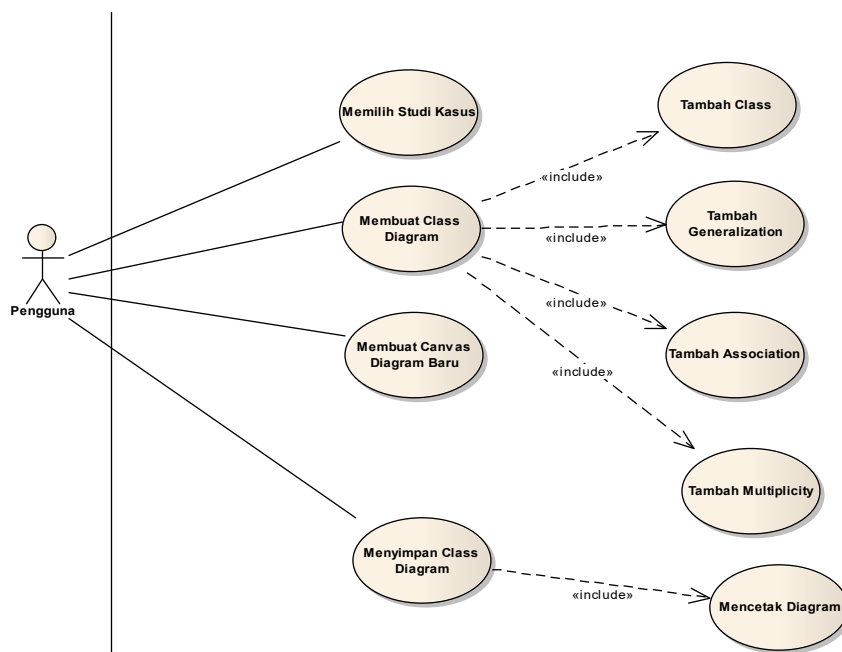 Memilih Studi Kasus
Tambah Class
«include»
Membuat Class
Diagram
Tambah
Generalization
«include»
Pengguna
«include»
Membuat Canvas
Diagram Baru
Tambah Association
«include»
Tambah Multiplicity
Menyimpan Class
Diagram
«include»
Mencetak Diagram